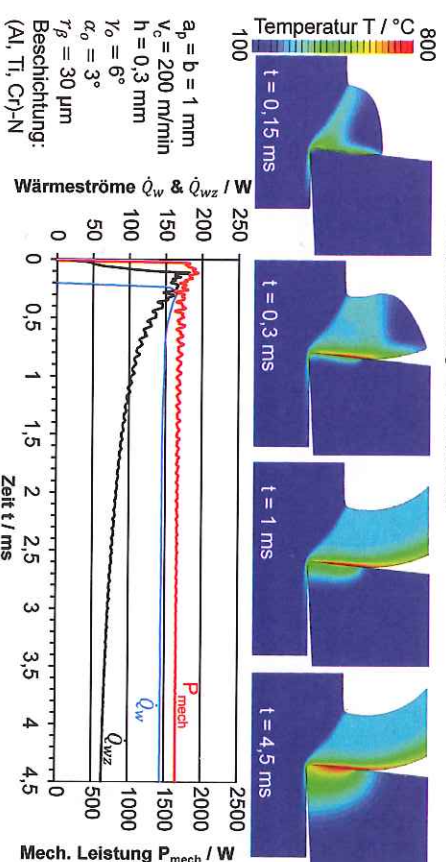 Temperatur T / °C
100
800
t = 0,15 ms
t = 0,3 ms
t = 1 ms
t = 4,5 ms
aₚ = b = 1 mm
v_c = 200 m/min
h = 0,3 mm
γₒ = 6°
αₒ = 3°
r_β = 30 µm
Beschichtung:
(Al, Ti, Cr)-N
Wärmeströme Q̇_w & Q̇_wz / W
250
200
150
100
50
0
0 0,5 1 1,5 2 2,5 3 3,5 4 4,5
Zeit t / ms
P_mech
Q̇_w
Q̇_wz
2500
2000
1500
1000
500
0
Mech. Leistung P_mech / W